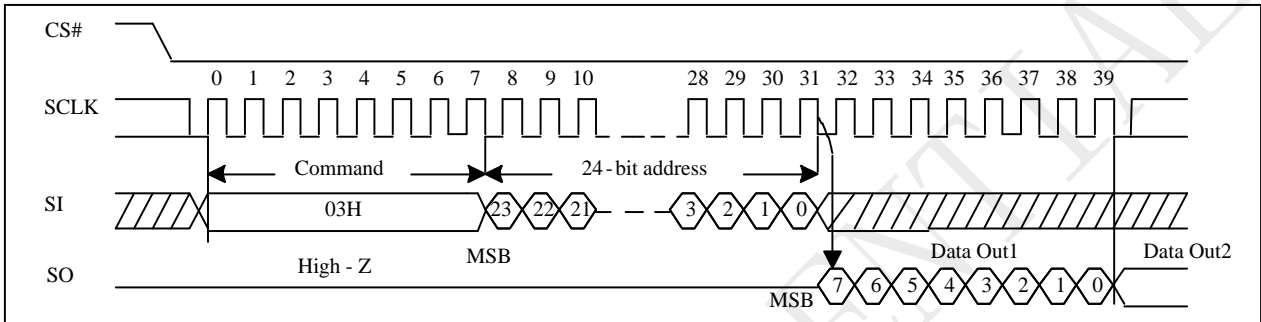 CS#
0 1 2 3 4 5 6 7 8 9 10 28 29 30 31 32 33 34 35 36 37 38 39
SCLK
Command 24-bit address
SI 03H 23 22 21 3 2 1 0
MSB Data Out1 Data Out2
High - Z
SO 7 6 5 4 3 2 1 0
MSB